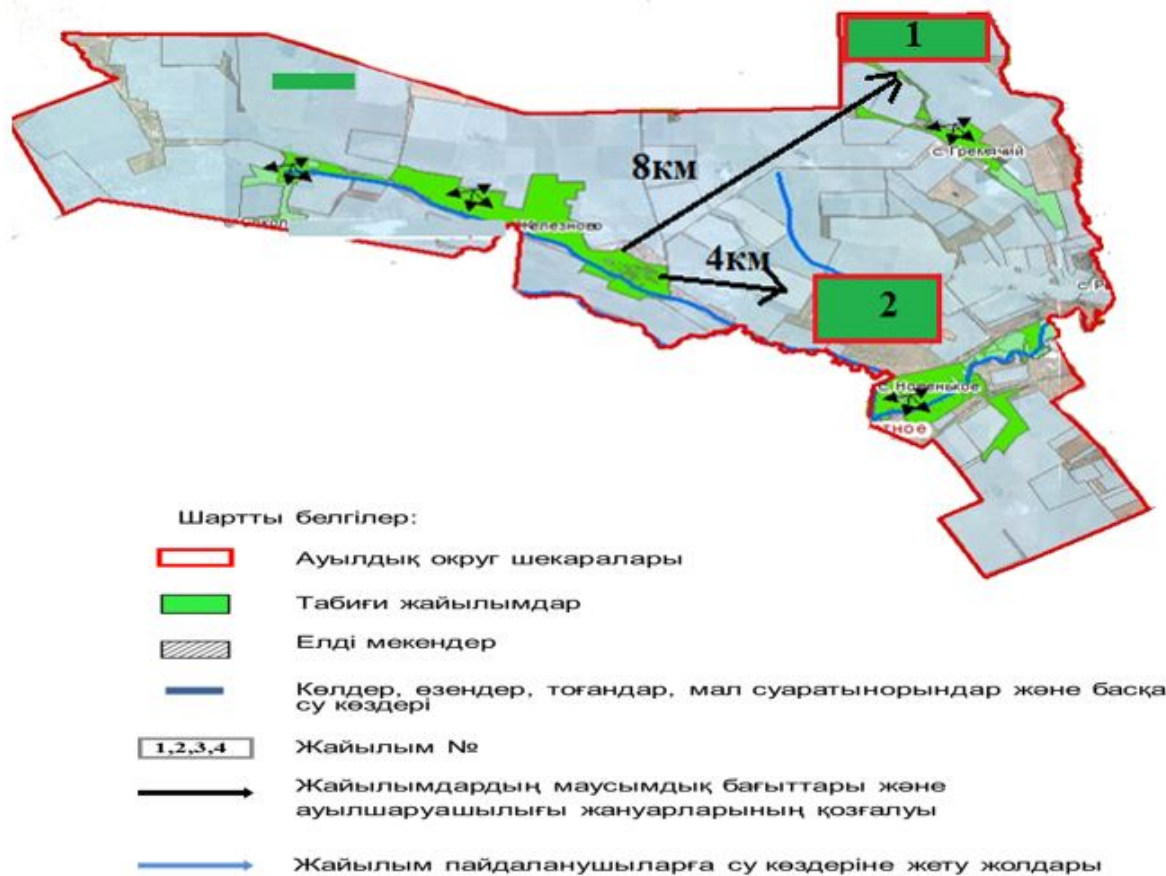 1
с. Гремячий
8км
Железново
4км
2
с. Новенькое
тное
Шартты белгілер:
Ауылдық округ шекаралары
Табиғи жайылымдар
Елді мекендер
Көлдер, өзендер, тоғандар, мал суаратынорындар және басқа
су көздері
1,2,3,4
Жайылым №
Жайылымдардың маусымдық бағыттары және
ауылшаруашылығы жануарларының қозғалуы
Жайылым пайдаланушыларға су көздеріне жету жолдары